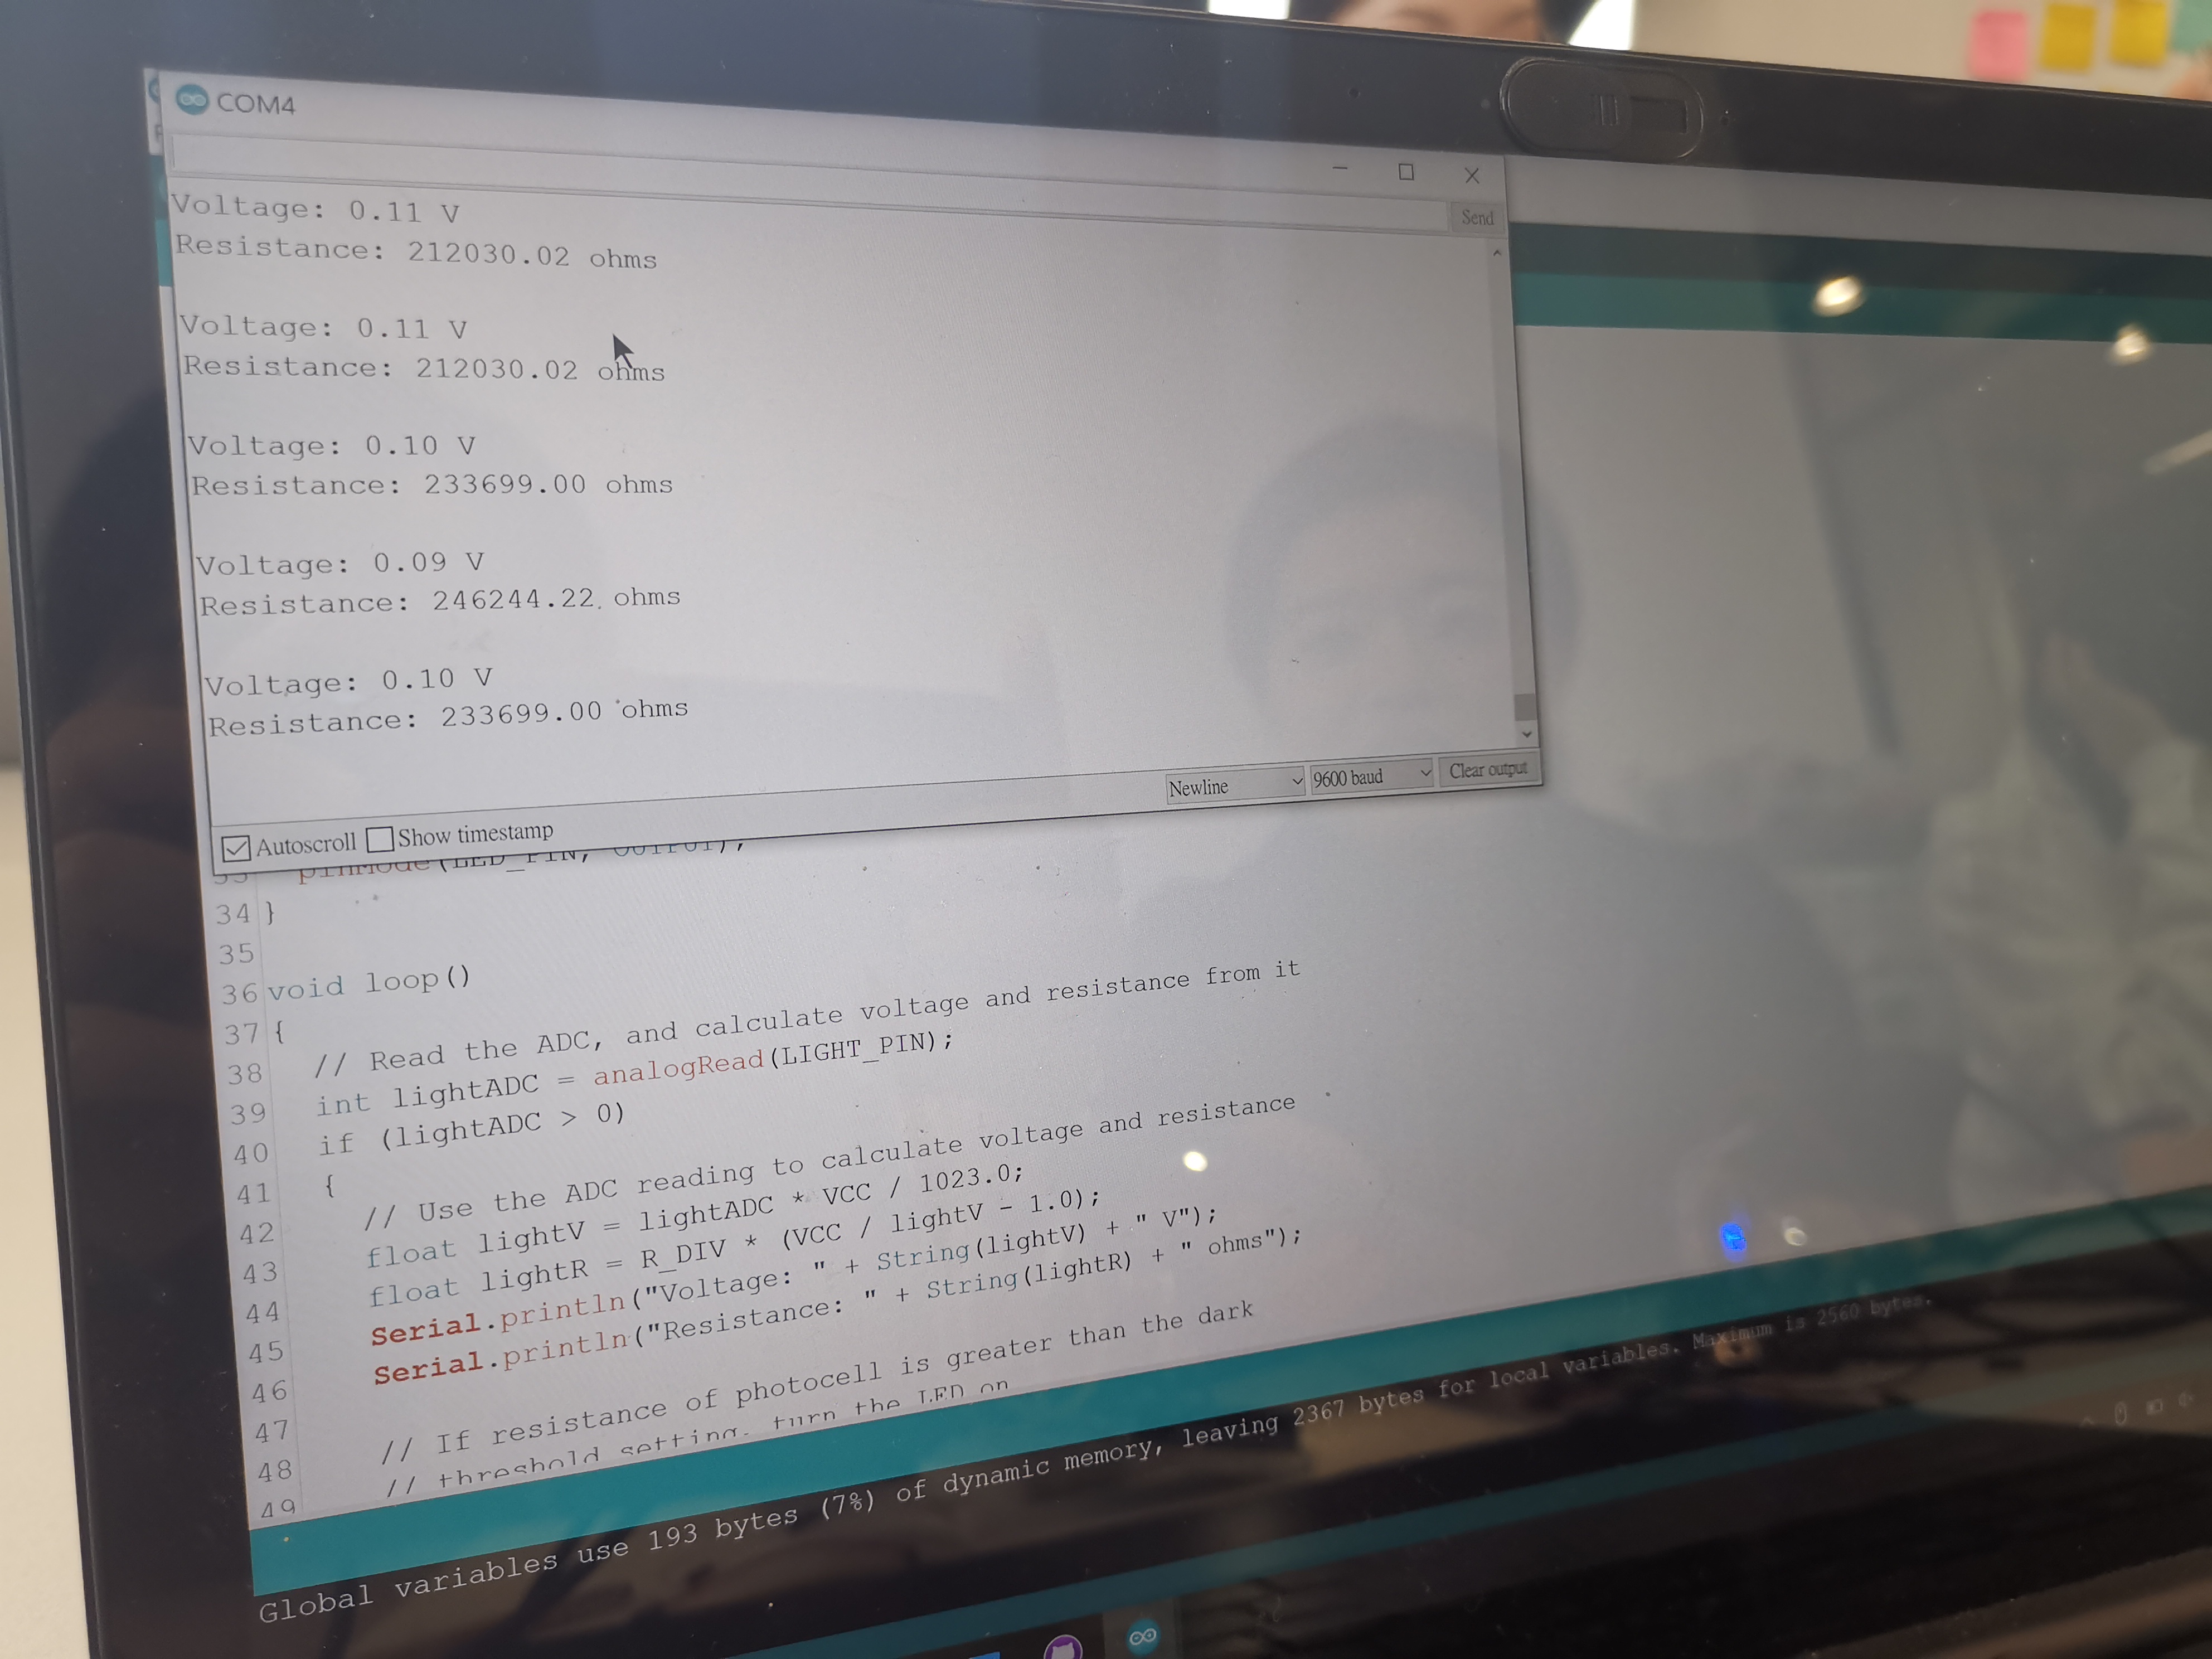 COM4
Send
Voltage: 0.11 V
Resistance: 212030.02 ohms
Voltage: 0.11 V
Resistance: 212030.02 ohms
Voltage: 0.10 V
Resistance: 233699.00 ohms
Voltage: 0.09 V
Resistance: 246244.22 ohms
Voltage: 0.10 V
Resistance: 233699.00 ohms
Autoscroll Show timestamp Newline 9600 baud Clear output
33 pinMode(LED_PIN, OUTPUT);
34 }
35
36 void loop()
37 {
38 // Read the ADC, and calculate voltage and resistance from it
39 int lightADC = analogRead(LIGHT_PIN);
40 if (lightADC > 0)
41 {
42 // Use the ADC reading to calculate voltage and resistance
43 float lightV = lightADC * VCC / 1023.0;
44 float lightR = R_DIV * (VCC / lightV - 1.0);
45 Serial.println("Voltage: " + String(lightV) + " V");
46 Serial.println("Resistance: " + String(lightR) + " ohms");
47
48 // If resistance of photocell is greater than the dark
49 // threshold setting, turn the LED on
Global variables use 193 bytes (7%) of dynamic memory, leaving 2367 bytes for local variables. Maximum is 2560 bytes.